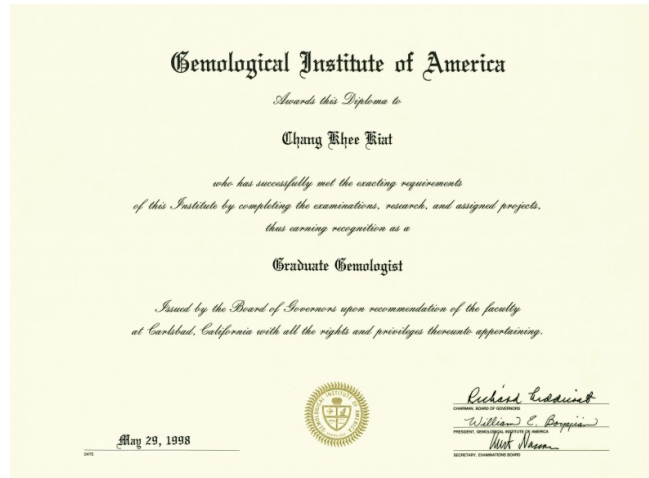 Gemological Institute of America
Awards this Diploma to
Chang Khee Kiat
who has successfully met the exacting requirements
of this Institute by completing the examinations, research, and assigned projects,
thus earning recognition as a
Graduate Gemologist
Issued by the Board of Governors upon recommendation of the faculty
at Carlsbad, California with all the rights and privileges thereunto appertaining.
GEMOLOGICAL INSTITUTE OF AMERICA
May 29, 1998
DATE
Richard
CHAIRMAN, BOARD OF GOVERNORS
William E. Boyajian
PRESIDENT, GEMOLOGICAL INSTITUTE OF AMERICA
SECRETARY, EXAMINATIONS BOARD